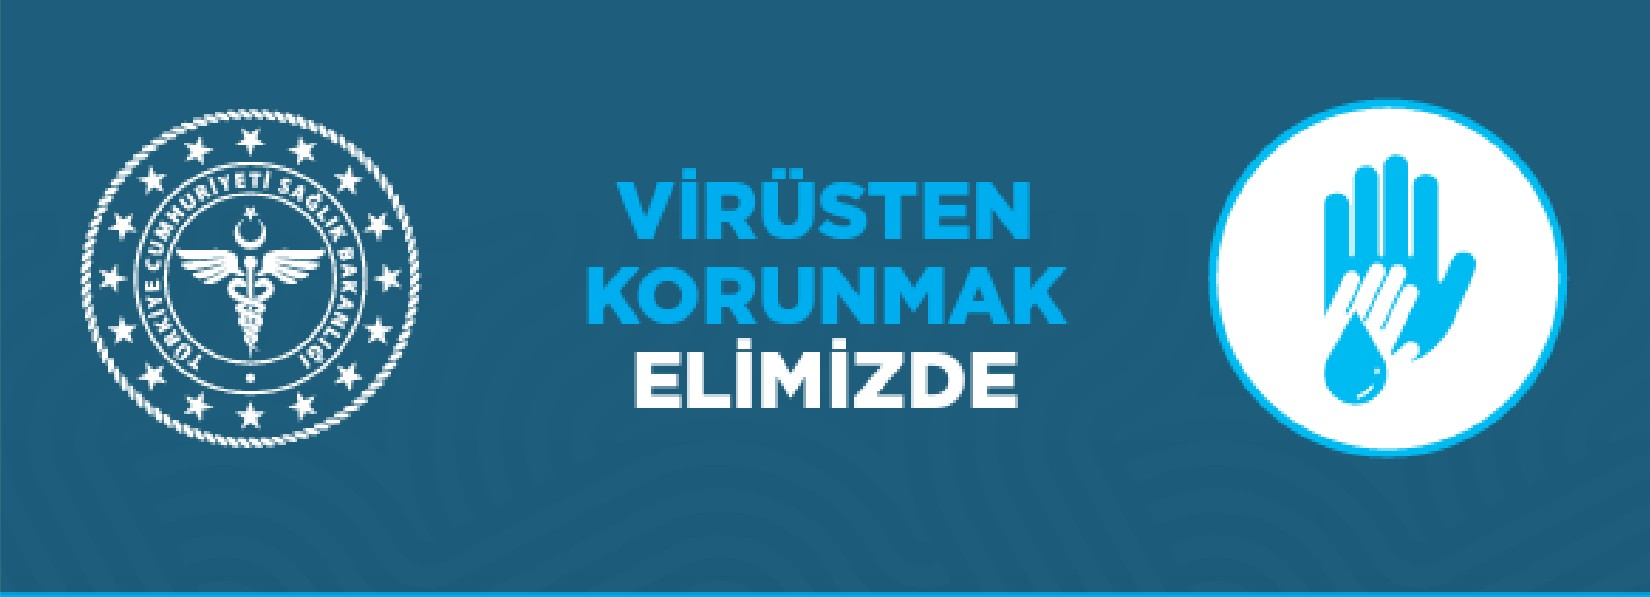 TÜRKİYE CUMHURİYETİ SAĞLIK BAKANLIĞI
VİRÜSTEN
KORUNMAK
ELİMİZDE